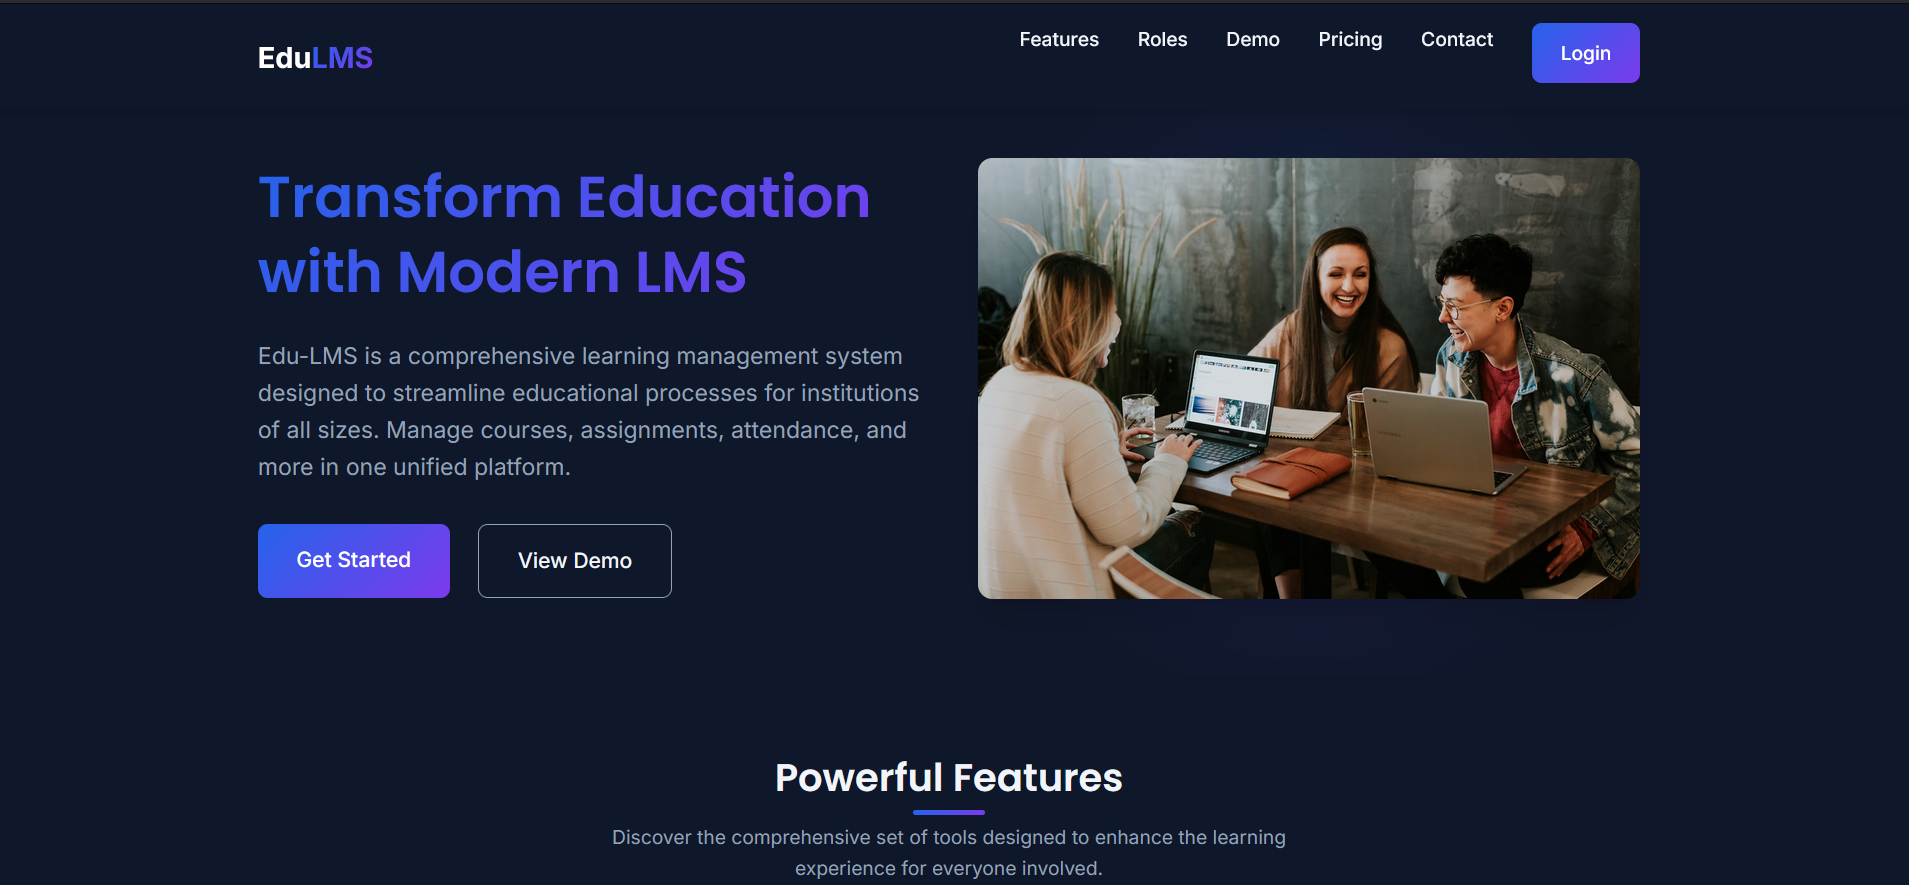 EduLMS
Features Roles Demo Pricing Contact Login
Transform Education
with Modern LMS
Edu-LMS is a comprehensive learning management system
designed to streamline educational processes for institutions
of all sizes. Manage courses, assignments, attendance, and
more in one unified platform.
Get Started View Demo
Powerful Features
Discover the comprehensive set of tools designed to enhance the learning
experience for everyone involved.